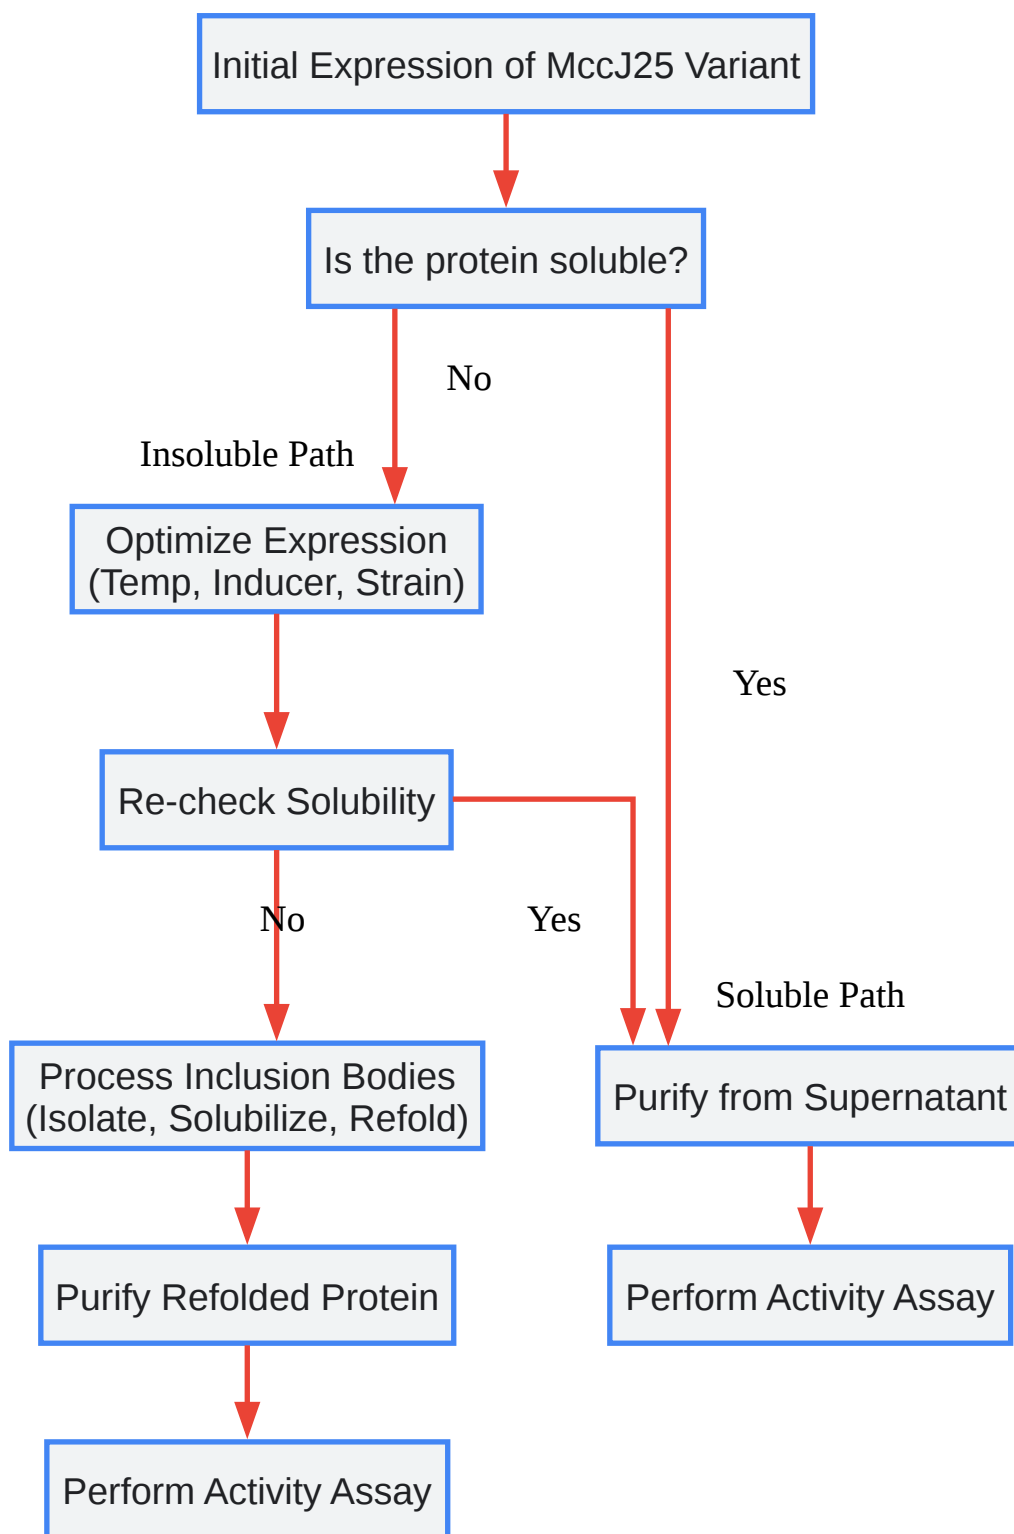 Initial Expression of MccJ25 Variant
Is the protein soluble?
No
Insoluble Path
Optimize Expression
(Temp, Inducer, Strain)
Yes
Re-check Solubility
No
Yes
Soluble Path
Process Inclusion Bodies
(Isolate, Solubilize, Refold)
Purify from Supernatant
Purify Refolded Protein
Perform Activity Assay
Perform Activity Assay